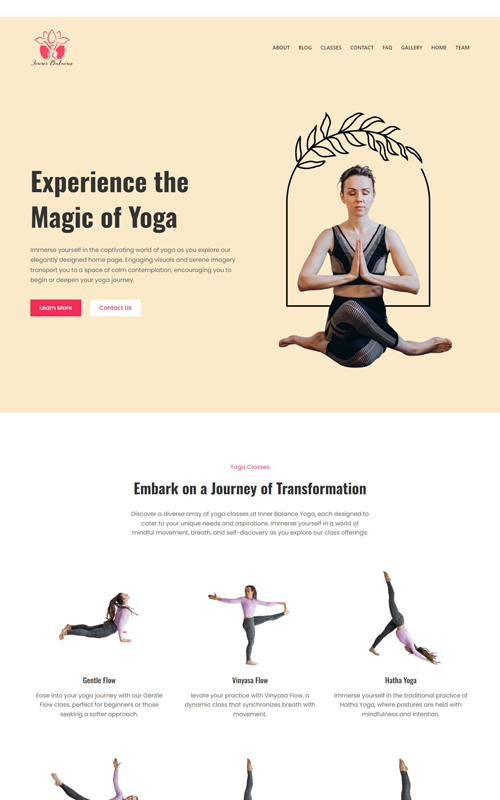 Inner Balance
ABOUT BLOG CLASSES CONTACT FAQ GALLERY HOME TEAM
Experience the
Magic of Yoga
Immerse yourself in the captivating world of yoga as you explore our
elegantly designed home page. Engaging visuals and serene imagery
transport you to a space of calm contemplation, encouraging you to
begin or deepen your yoga journey.
Learn More Contact Us
Yoga Classes
Embark on a Journey of Transformation
Discover a diverse array of yoga classes at Inner Balance Yoga, each designed to
cater to your unique needs and aspirations. Immerse yourself in a world of
mindful movement, breath, and self-discovery as you explore our class offerings:
Gentle Flow
Ease into your yoga journey with our Gentle
Flow class, perfect for beginners or those
seeking a softer approach.
Vinyasa Flow
levate your practice with Vinyasa Flow, a
dynamic class that synchronizes breath with
movement.
Hatha Yoga
Immerse yourself in the traditional practice of
Hatha Yoga, where postures are held with
mindfulness and intention.